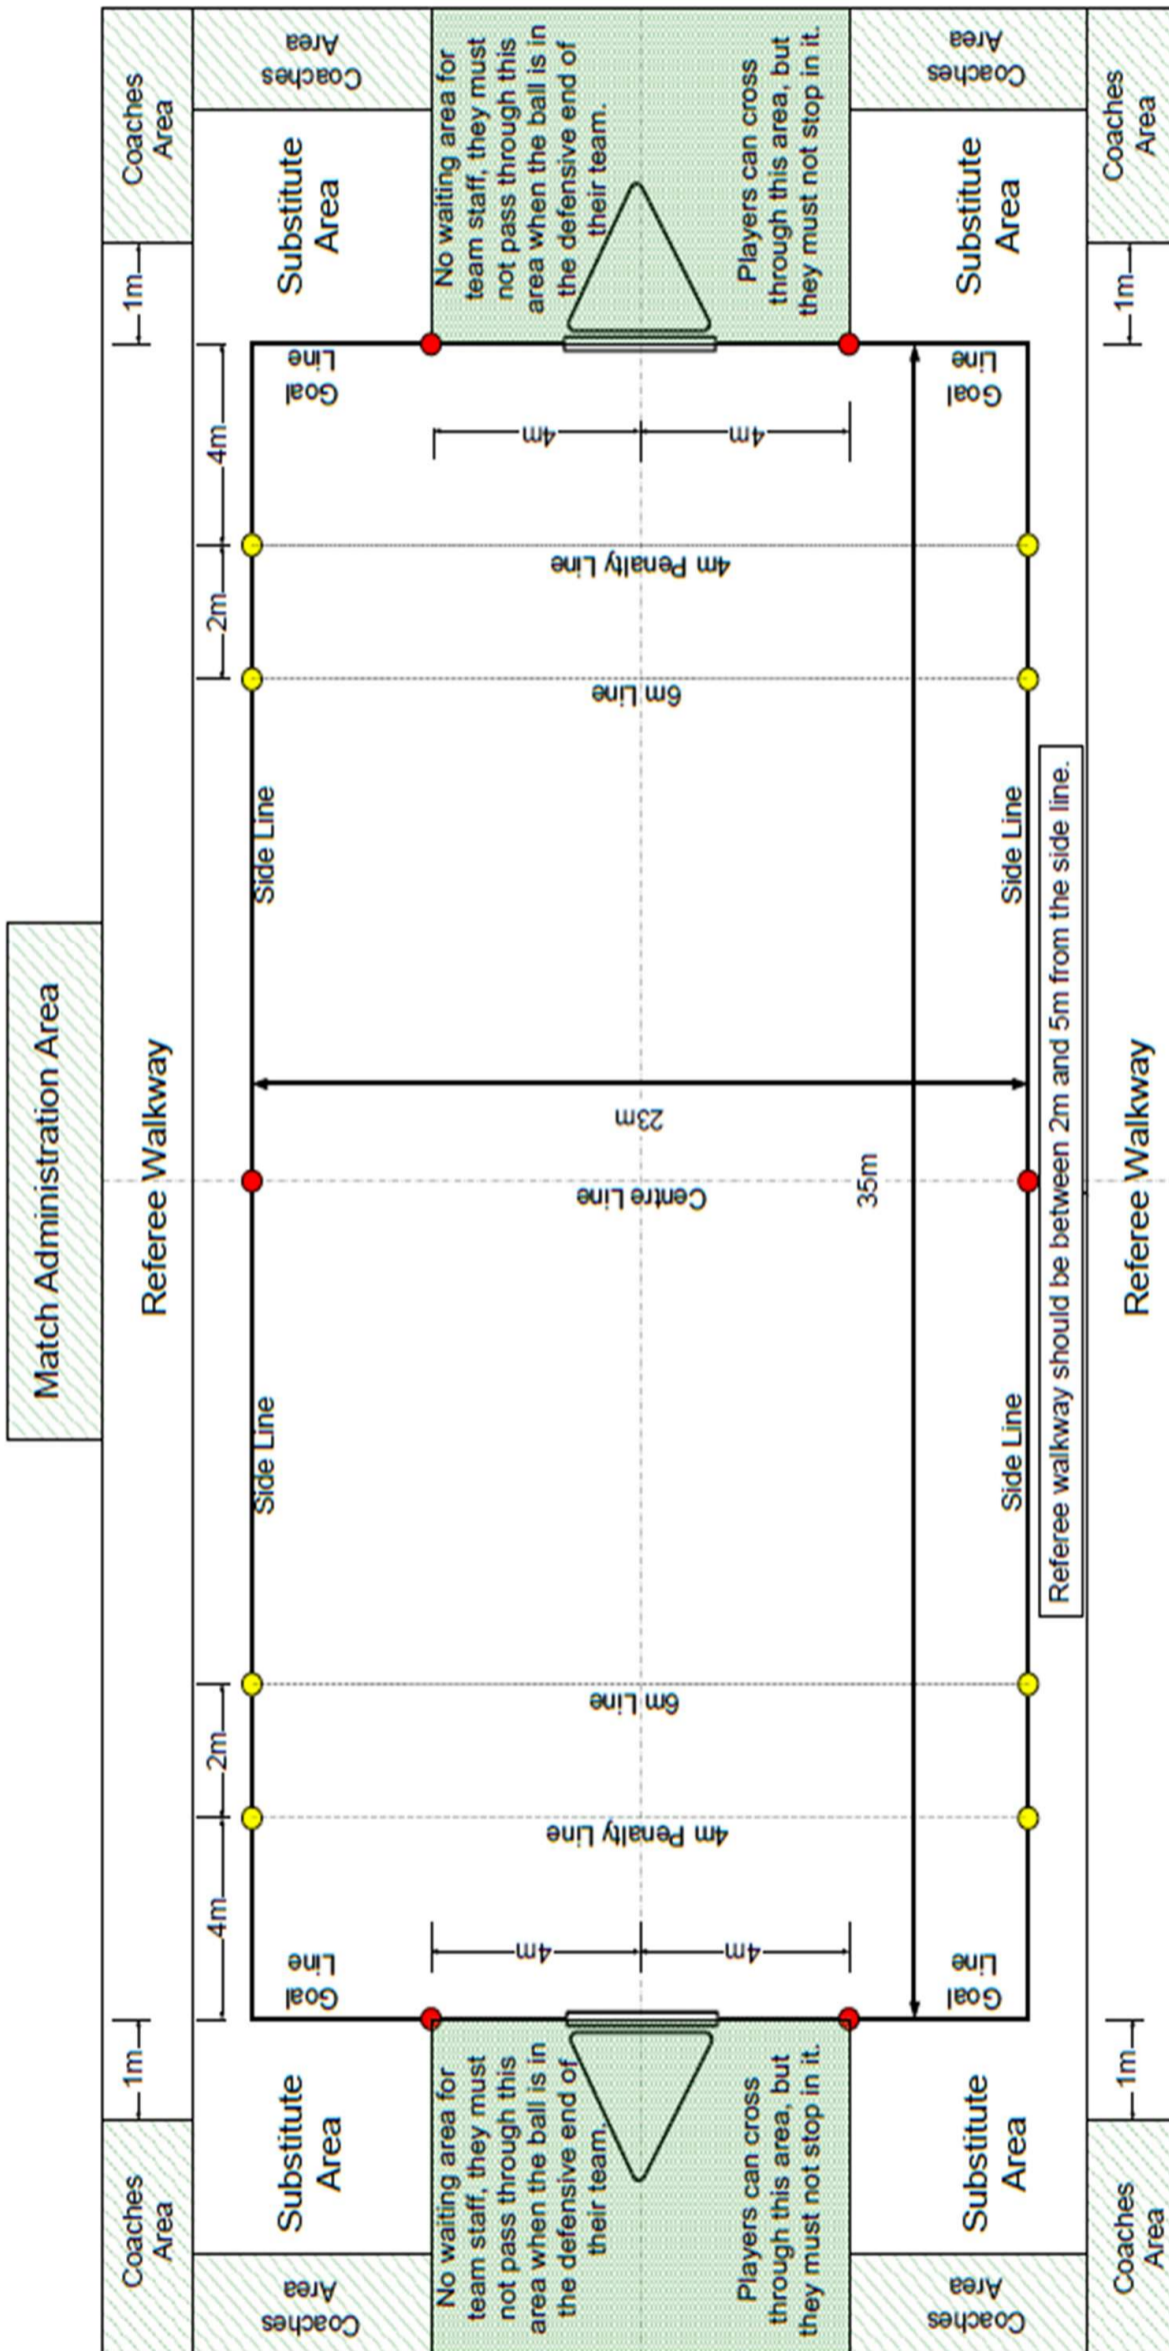 Match Administration Area
Coaches
Area
1m
Referee Walkway
1m
Coaches
Area
Coaches
Area
Substitute
Area
4m
2m
2m
4m
Substitute
Area
Coaches
Area
Goal
Line
Side Line
Side Line
Goal
Line
No waiting area for
team staff, they must
not pass through this
area when the ball is in
the defensive end of
their team.
Players can cross
through this area, but
they must not stop in it.
4m
4m
4m Penalty Line
6m Line
Centre Line
23m
35m
6m Line
4m Penalty Line
4m
4m
No waiting area for
team staff, they must
not pass through this
area when the ball is in
the defensive end of
their team.
Players can cross
through this area, but
they must not stop in it.
Goal
Line
Side Line
Side Line
Goal
Line
Coaches
Area
Substitute
Area
Referee walkway should be between 2m and 5m from the side line.
Substitute
Area
Coaches
Area
Coaches
Area
1m
Referee Walkway
1m
Coaches
Area